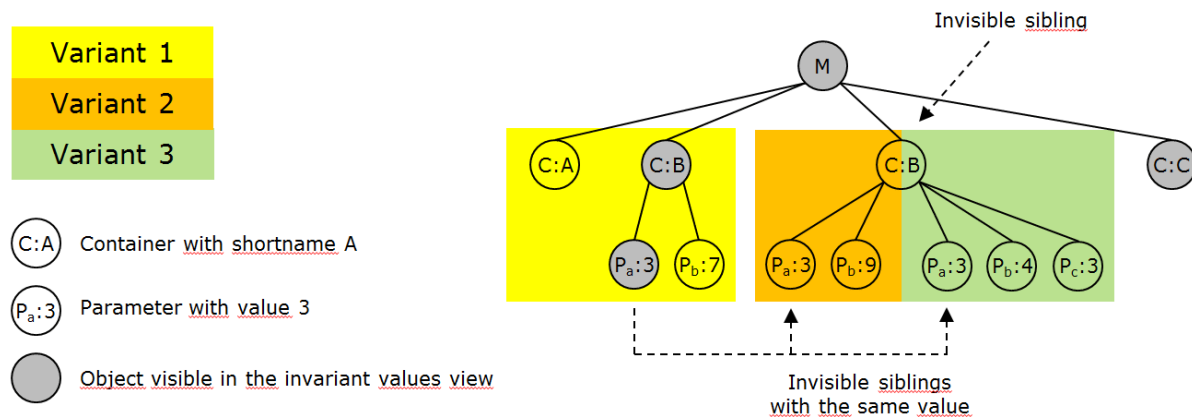 Variant 1
Variant 2
Variant 3
C:A Container with shortname A
Pa:3 Parameter with value 3
Object visible in the invariant values view
Invisible sibling
M
C:A C:B C:B C:C
Pa:3 Pb:7 Pa:3 Pb:9 Pa:3 Pb:4 Pc:3
Invisible siblings
with the same value